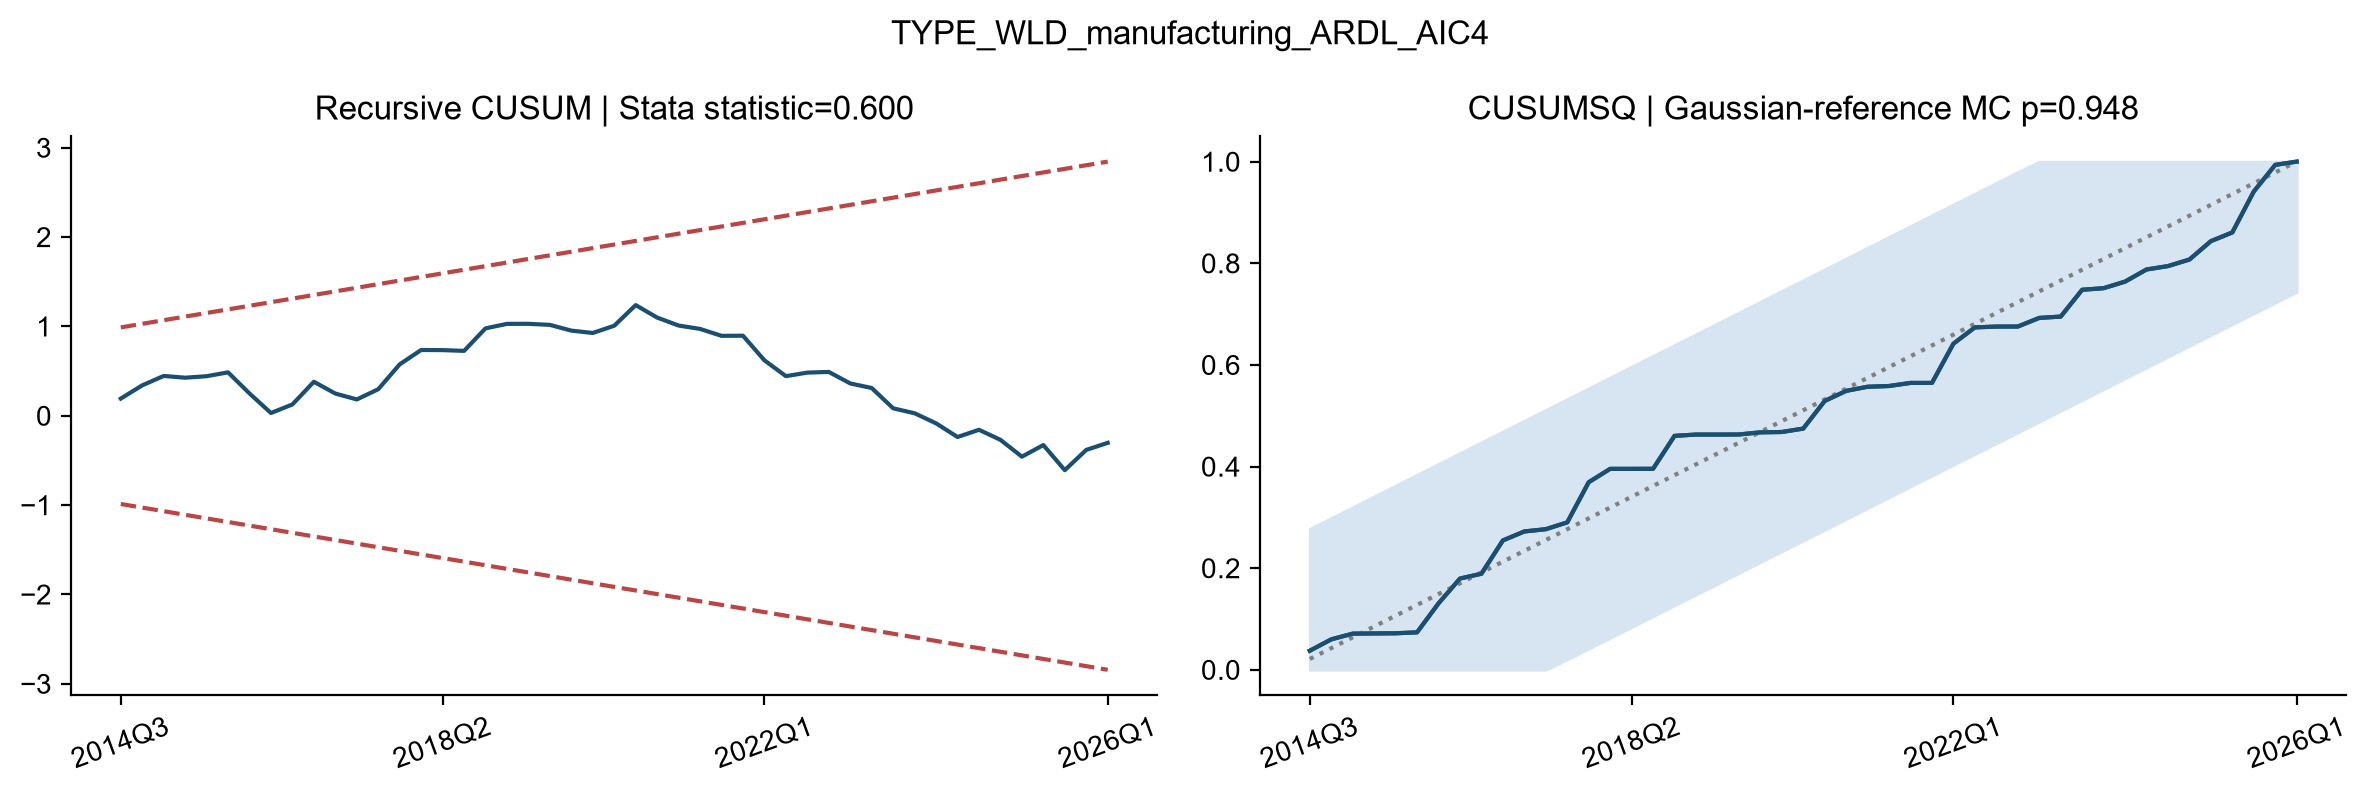 TYPE_WLD_manufacturing_ARDL_AIC4
Recursive CUSUM | Stata statistic=0.600
3
2
1
0
−1
−2
−3
2014Q3
2018Q2
2022Q1
2026Q1
CUSUMSQ | Gaussian-reference MC p=0.948
1.0
0.8
0.6
0.4
0.2
0.0
2014Q3
2018Q2
2022Q1
2026Q1